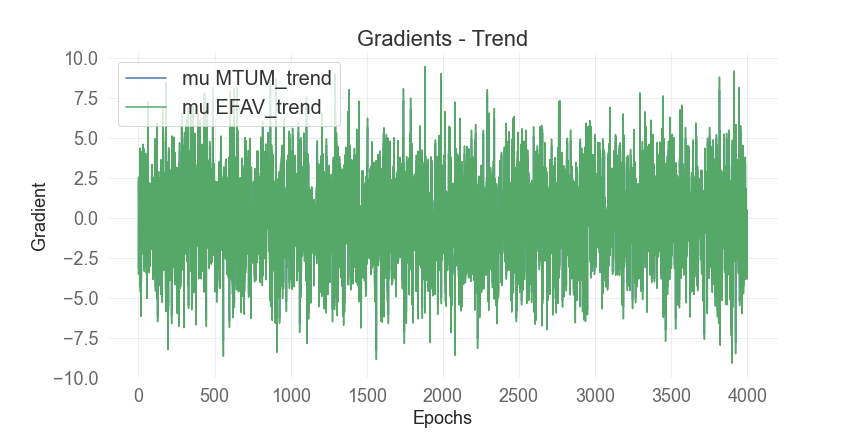 Gradients - Trend
mu MTUM_trend
mu EFAV_trend
Gradient
10.0
7.5
5.0
2.5
0.0
−2.5
−5.0
−7.5
−10.0
0 500 1000 1500 2000 2500 3000 3500 4000
Epochs